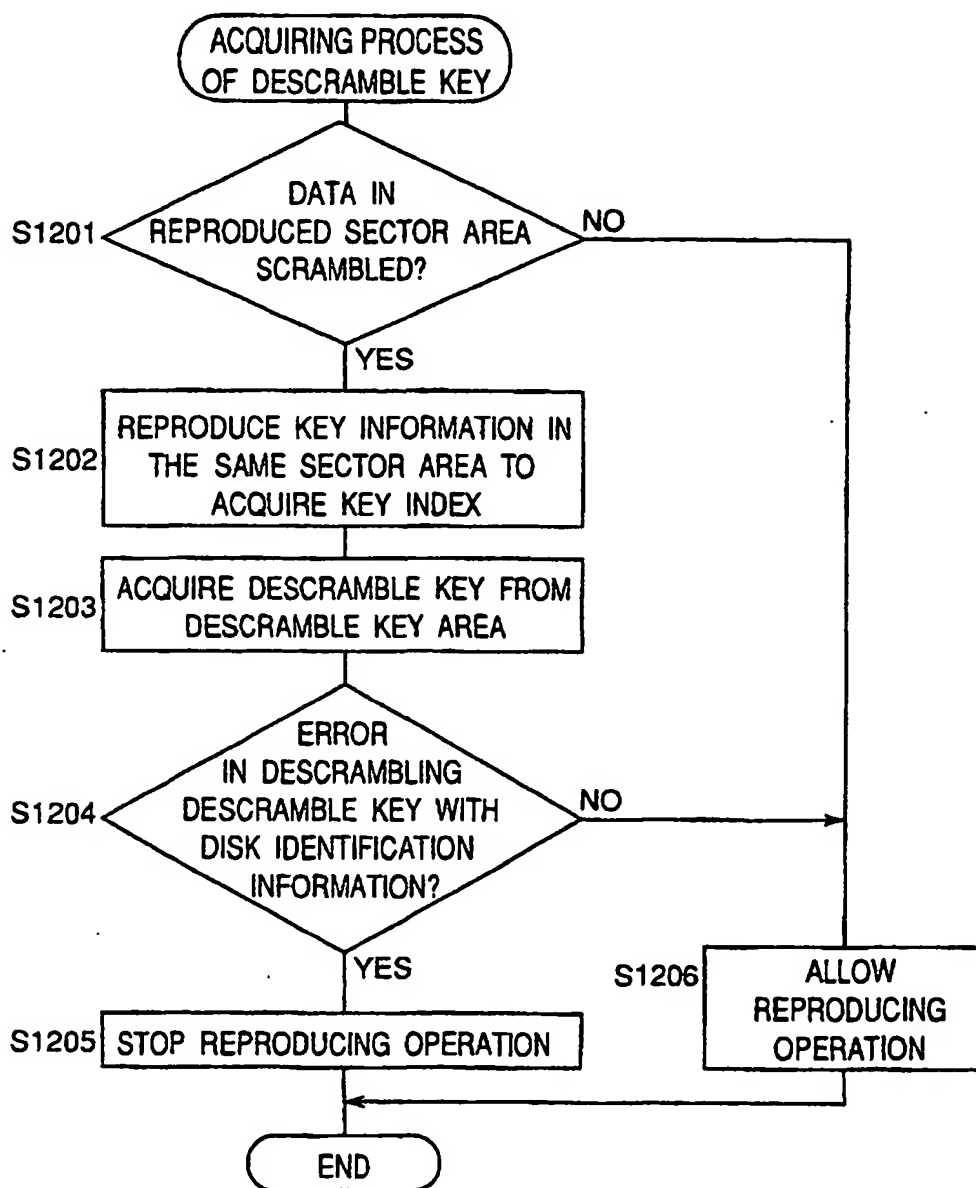 ACQUIRING PROCESS
OF DESCRAMBLE KEY
DATA IN
REPRODUCED SECTOR AREA
SCRAMBLED?
S1201
NO
YES
REPRODUCE KEY INFORMATION IN
THE SAME SECTOR AREA TO
ACQUIRE KEY INDEX
S1202
ACQUIRE DESCRAMBLE KEY FROM
DESCRAMBLE KEY AREA
S1203
ERROR
IN DESCRAMBLING
DESCRAMBLE KEY WITH
DISK IDENTIFICATION
INFORMATION?
S1204
NO
YES
S1205
STOP REPRODUCING OPERATION
S1206
ALLOW
REPRODUCING
OPERATION
END